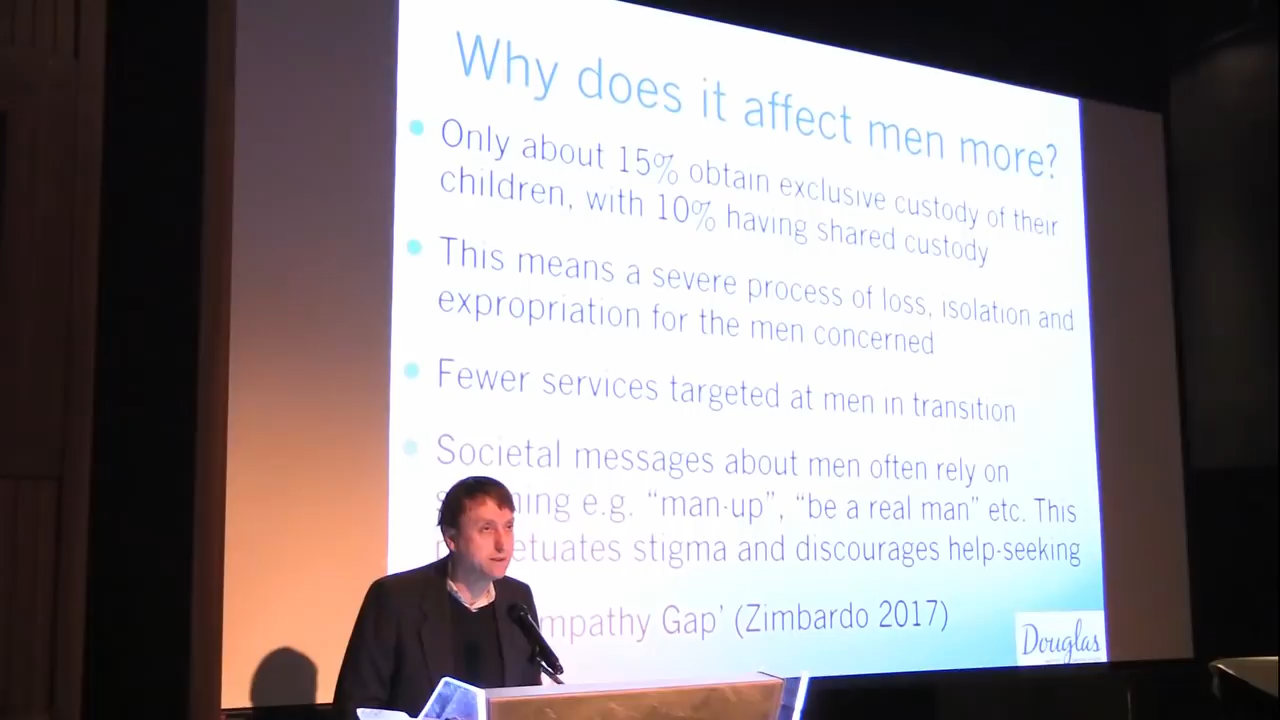 Why does it affect men more?
Only about 15% obtain exclusive custody of their
children, with 10% having shared custody
This means a severe process of loss, isolation and
expropriation for the men concerned
Fewer services targeted at men in transition
Societal messages about men often rely on
e.g. “man-up”, “be a real man” etc. This
stigma and discourages help-seeking
Gap’ (Zimbardo 2017)
Douglas